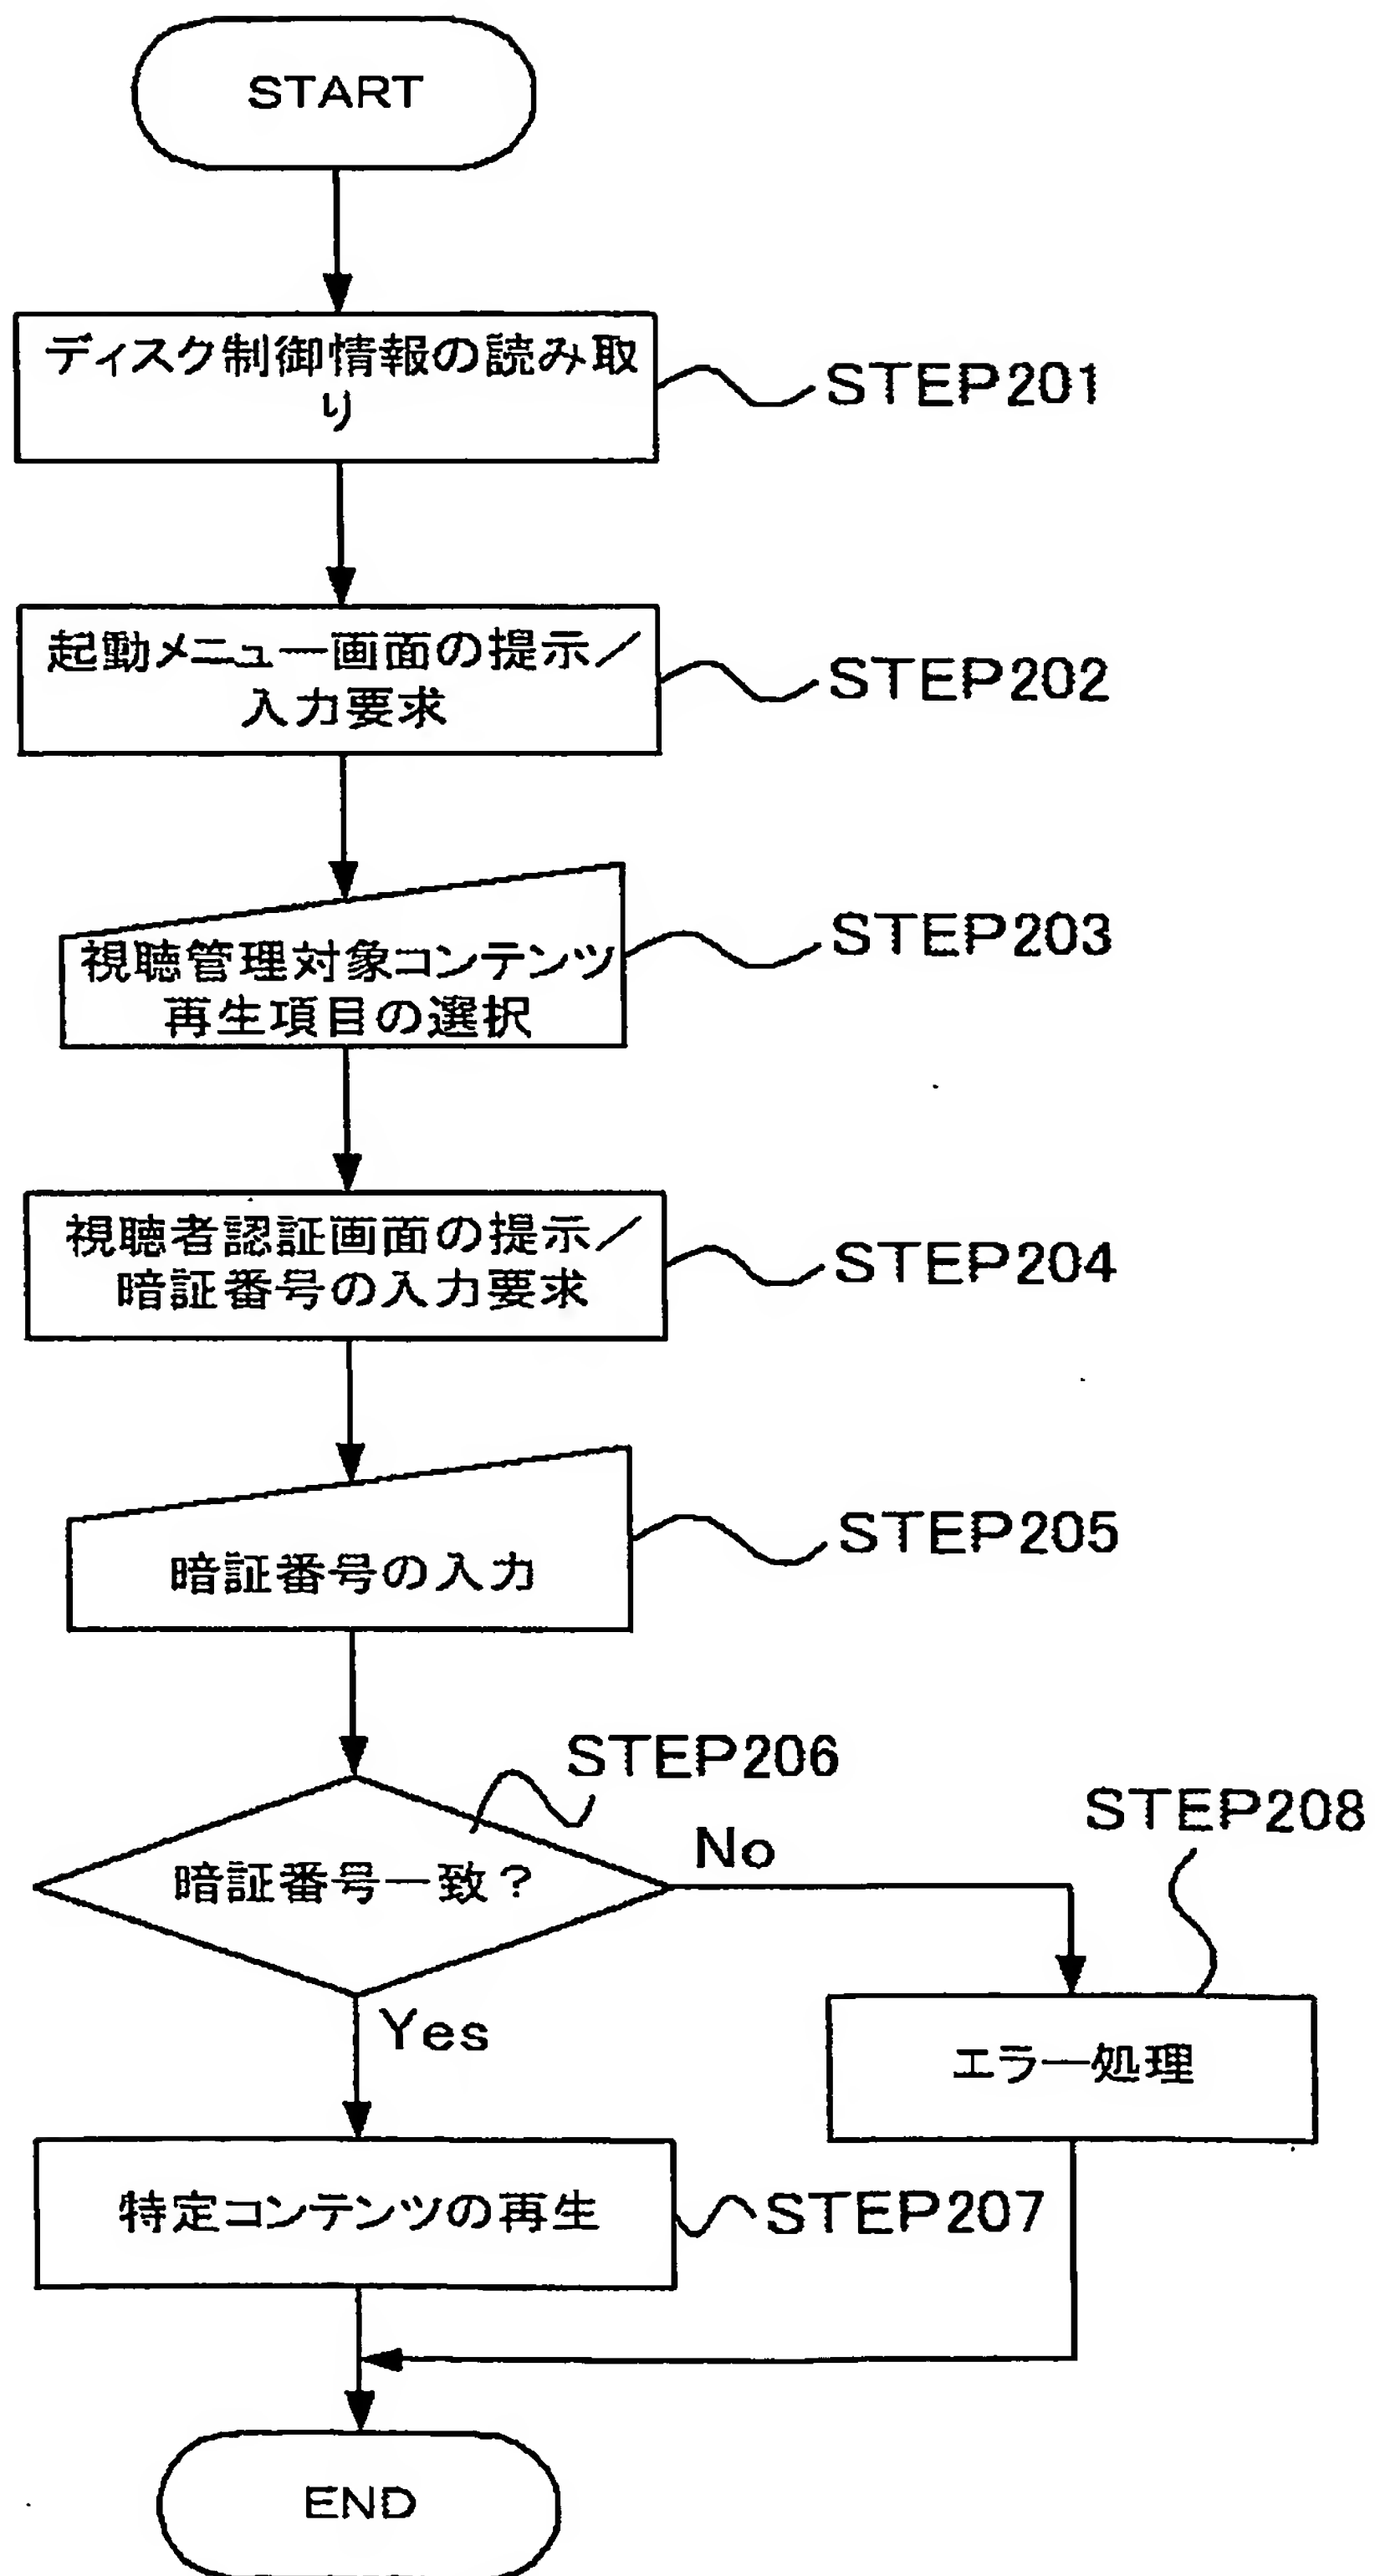 START
ディスク制御情報の読み取
り
STEP201
起動メニュー画面の提示／
入力要求
STEP202
視聴管理対象コンテンツ
再生項目の選択
STEP203
視聴者認証画面の提示／
暗証番号の入力要求
STEP204
暗証番号の入力
STEP205
STEP206
暗証番号一致？
No
STEP208
Yes
エラー処理
特定コンテンツの再生
STEP207
END